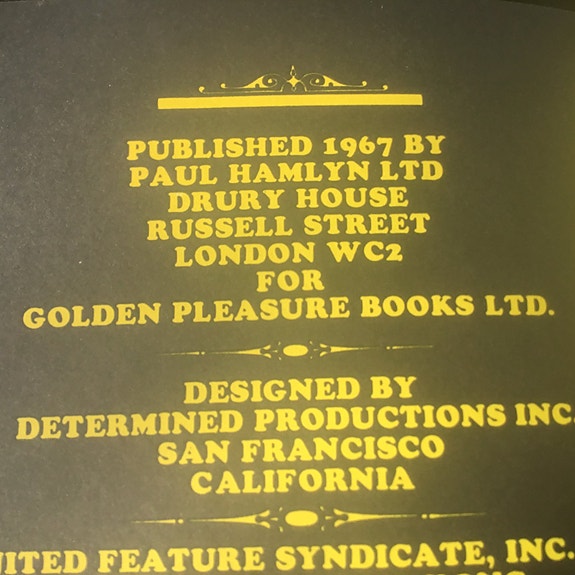 PUBLISHED 1967 BY
PAUL HAMLYN LTD
DRURY HOUSE
RUSSELL STREET
LONDON WC2
FOR
GOLDEN PLEASURE BOOKS LTD.
DESIGNED BY
DETERMINED PRODUCTIONS INC
SAN FRANCISCO
CALIFORNIA
FEATURE SYNDICATE, INC.